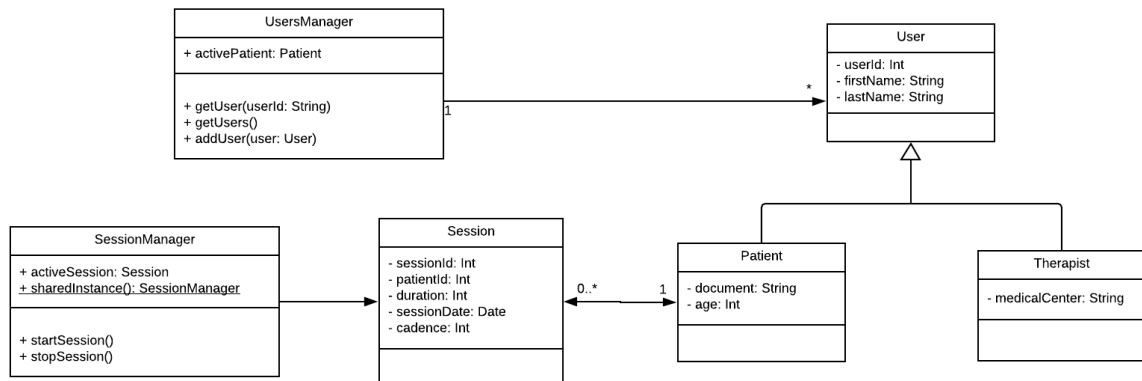 UsersManager
+ activePatient: Patient
+ getUser(userId: String)
+ getUsers()
+ addUser(user: User)
1
*
User
- userId: Int
- firstName: String
- lastName: String
SessionManager
+ activeSession: Session
+ sharedInstance(): SessionManager
+ startSession()
+ stopSession()
Session
- sessionId: Int
- patientId: Int
- duration: Int
- sessionDate: Date
- cadence: Int
0..*
1
Patient
- document: String
- age: Int
Therapist
- medicalCenter: String